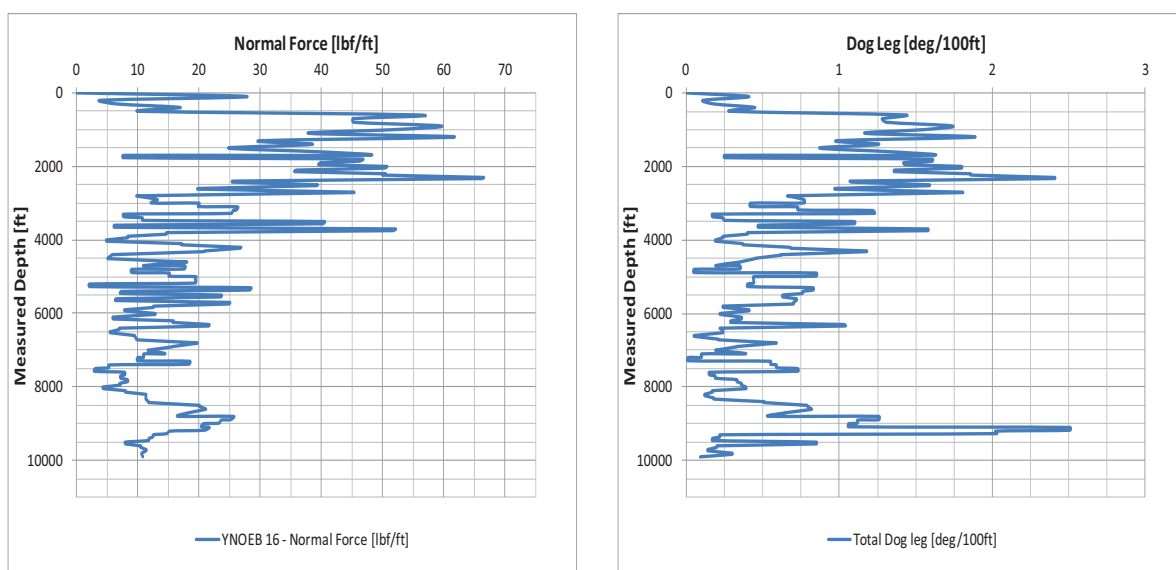 Normal Force [lbf/ft]
0 10 20 30 40 50 60 70
0
2000
4000
6000
8000
10000
Measured Depth [ft]
YNOEB 16 - Normal Force [lbf/ft]
Dog Leg [deg/100ft]
0 1 2 3
0
2000
4000
6000
8000
10000
Measured Depth [ft]
Total Dog leg [deg/100ft]